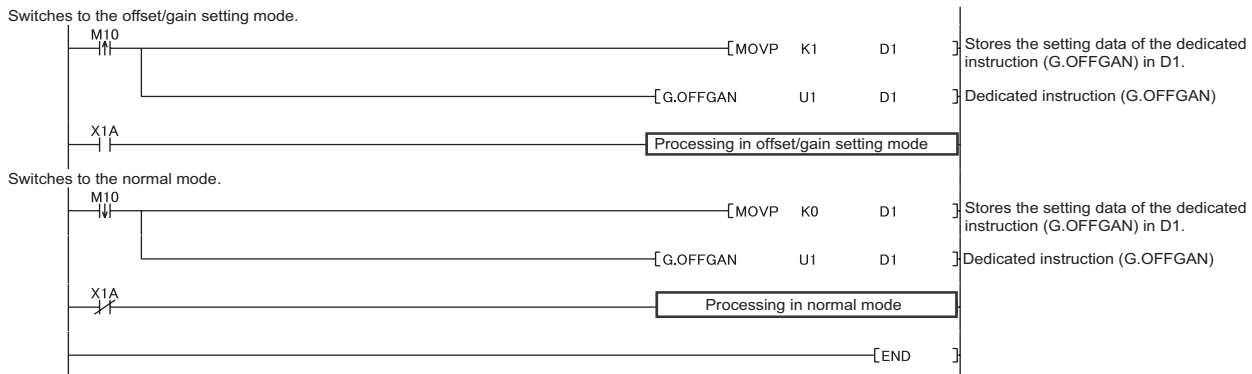 Switches to the offset/gain setting mode.
M10
MOVP K1 D1
Stores the setting data of the dedicated
instruction (G.OFFGAN) in D1.
G.OFFGAN U1 D1
Dedicated instruction (G.OFFGAN)
X1A
Processing in offset/gain setting mode
Switches to the normal mode.
M10
MOVP K0 D1
Stores the setting data of the dedicated
instruction (G.OFFGAN) in D1.
G.OFFGAN U1 D1
Dedicated instruction (G.OFFGAN)
X1A
Processing in normal mode
END